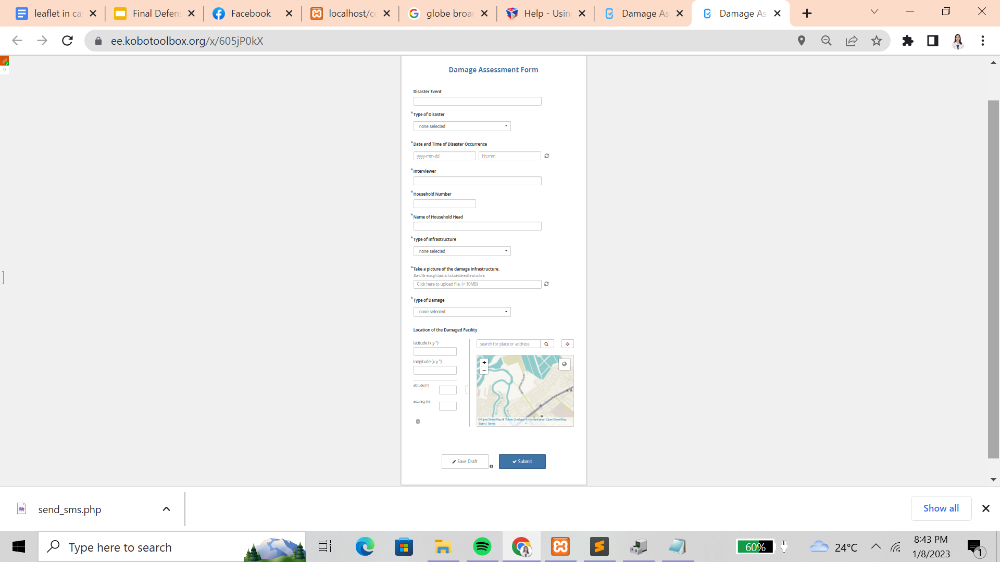 leaflet in ca
Final Defens
Facebook
localhost/co
globe broad
Help - Using
Damage As
Damage As
ee.kobotoolbox.org/x/605jP0kX
0
Damage Assessment Form
Disaster Event
*Type of Disaster
none selected
*Date and Time of Disaster Occurrence
yyyy-mm-dd hh:mm
*Interviewer
*Household Number
*Name of Household Head
*Type of Infrastructure
none selected
*Take a picture of the damage infrastructure.
Stand far enough back to include the entire structure.
Click here to upload file. (< 10MB)
*Type of Damage
none selected
Location of the Damaged Facility
latitude (x.y °)
search for place or address
longitude (x.y °)
altitude (m)
accuracy (m)
+
−
© OpenStreetMap & Yohan Boniface & Humanitarian OpenStreetMap
Team | Terms
Save Draft
Submit
send_sms.php
Show all
Type here to search
60%
24°C
8:43 PM
1/8/2023
1